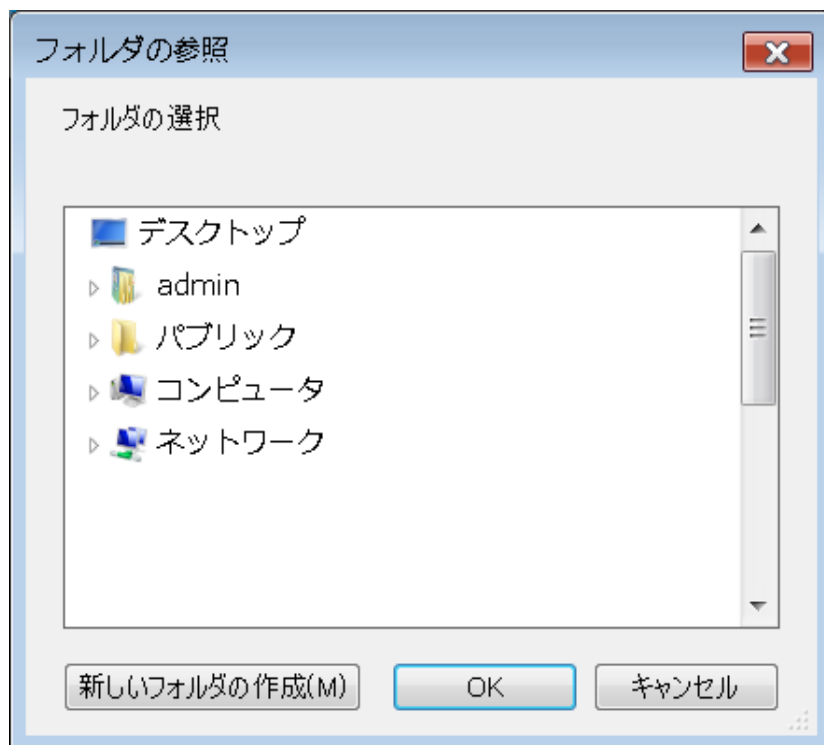 フォルダの参照
フォルダの選択
デスクトップ
admin
パブリック
コンピュータ
ネットワーク
新しいフォルダの作成(M)
OK
キャンセル